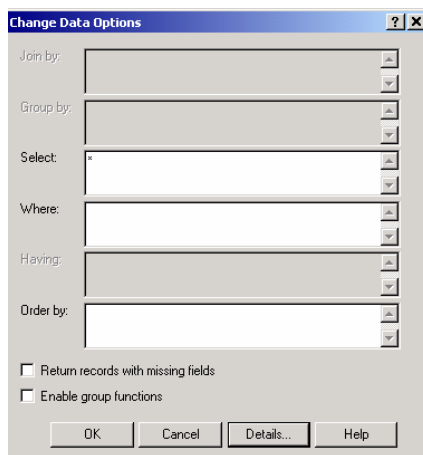 Change Data Options
Join by:
Group by:
Select: *
Where:
Having:
Order by:
Return records with missing fields
Enable group functions
OK Cancel Details... Help